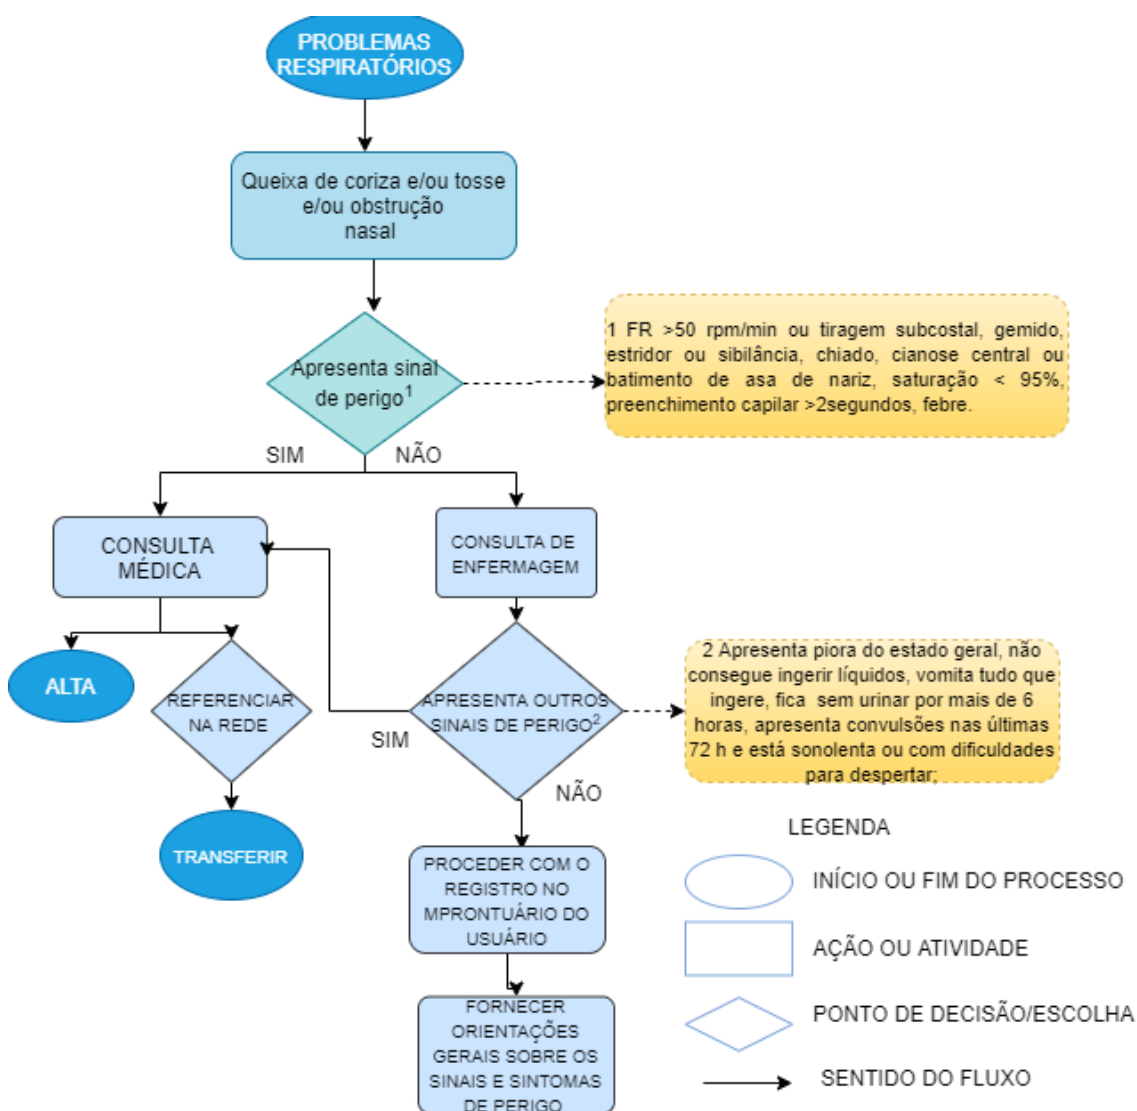 PROBLEMAS
RESPIRATÓRIOS
Queixa de coriza e/ou tosse
e/ou obstrução
nasal
Apresenta sinal
de perigo1
1 FR >50 rpm/min ou tiragem subcostal, gemido,
estridor ou sibilância, chiado, cianose central ou
batimento de asa de nariz, saturação < 95%,
preenchimento capilar >2segundos, febre.
SIM
NÃO
CONSULTA
MÉDICA
CONSULTA DE
ENFERMAGEM
ALTA
REFERENCIAR
NA REDE
TRANSFERIR
APRESENTA OUTROS
SINAIS DE PERIGO2
SIM
NÃO
2 Apresenta piora do estado geral, não
consegue ingerir líquidos, vomita tudo que
ingere, fica sem urinar por mais de 6
horas, apresenta convulsões nas últimas
72 h e está sonolenta ou com dificuldades
para despertar;
PROCEDER COM O
REGISTRO NO
MPRONTUÁRIO DO
USUÁRIO
FORNECER
ORIENTAÇÕES
GERAIS SOBRE OS
SINAIS E SINTOMAS
DE PERIGO
LEGENDA
INÍCIO OU FIM DO PROCESSO
AÇÃO OU ATIVIDADE
PONTO DE DECISÃO/ESCOLHA
SENTIDO DO FLUXO